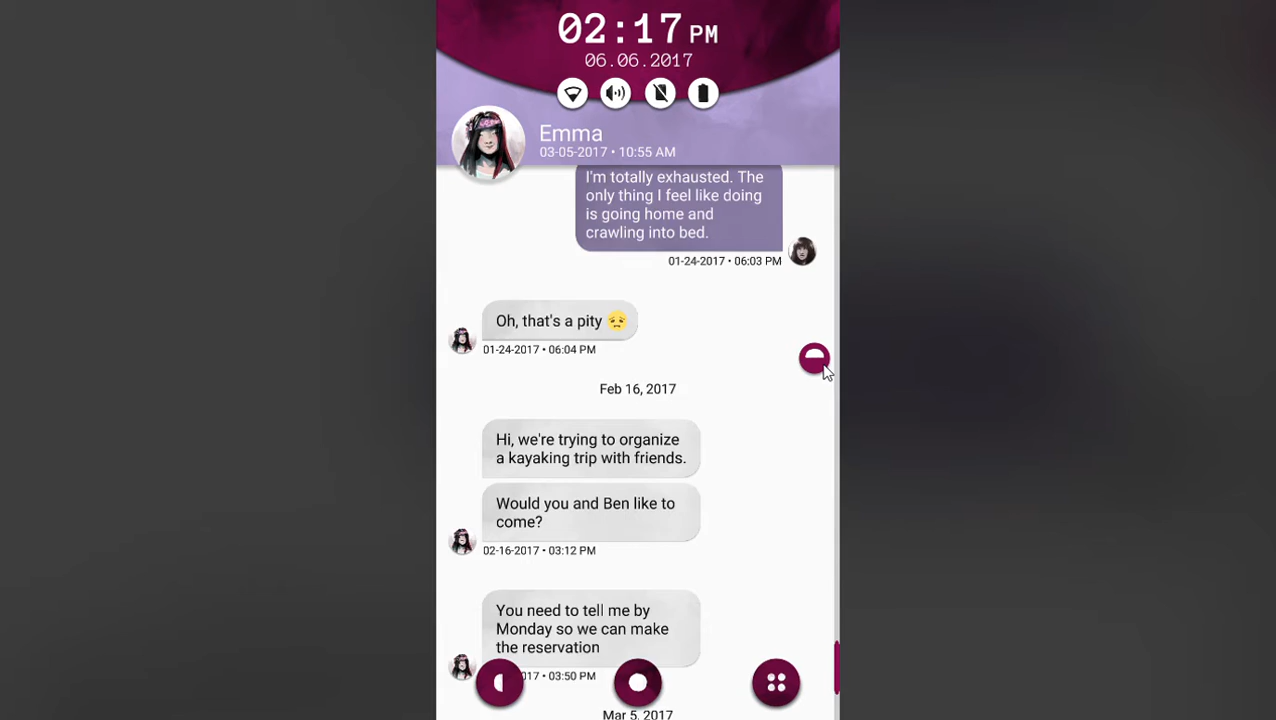 02:17 PM
06.06.2017
Emma
03-05-2017 • 10:55 AM
I'm totally exhausted. The
only thing I feel like doing
is going home and
crawling into bed.
01-24-2017 • 06:03 PM
Oh, that's a pity 😞
01-24-2017 • 06:04 PM
Feb 16, 2017
Hi, we're trying to organize
a kayaking trip with friends.
Would you and Ben like to
come?
02-16-2017 • 03:12 PM
You need to tell me by
Monday so we can make
the reservation
2017 • 03:50 PM
Mar 5, 2017